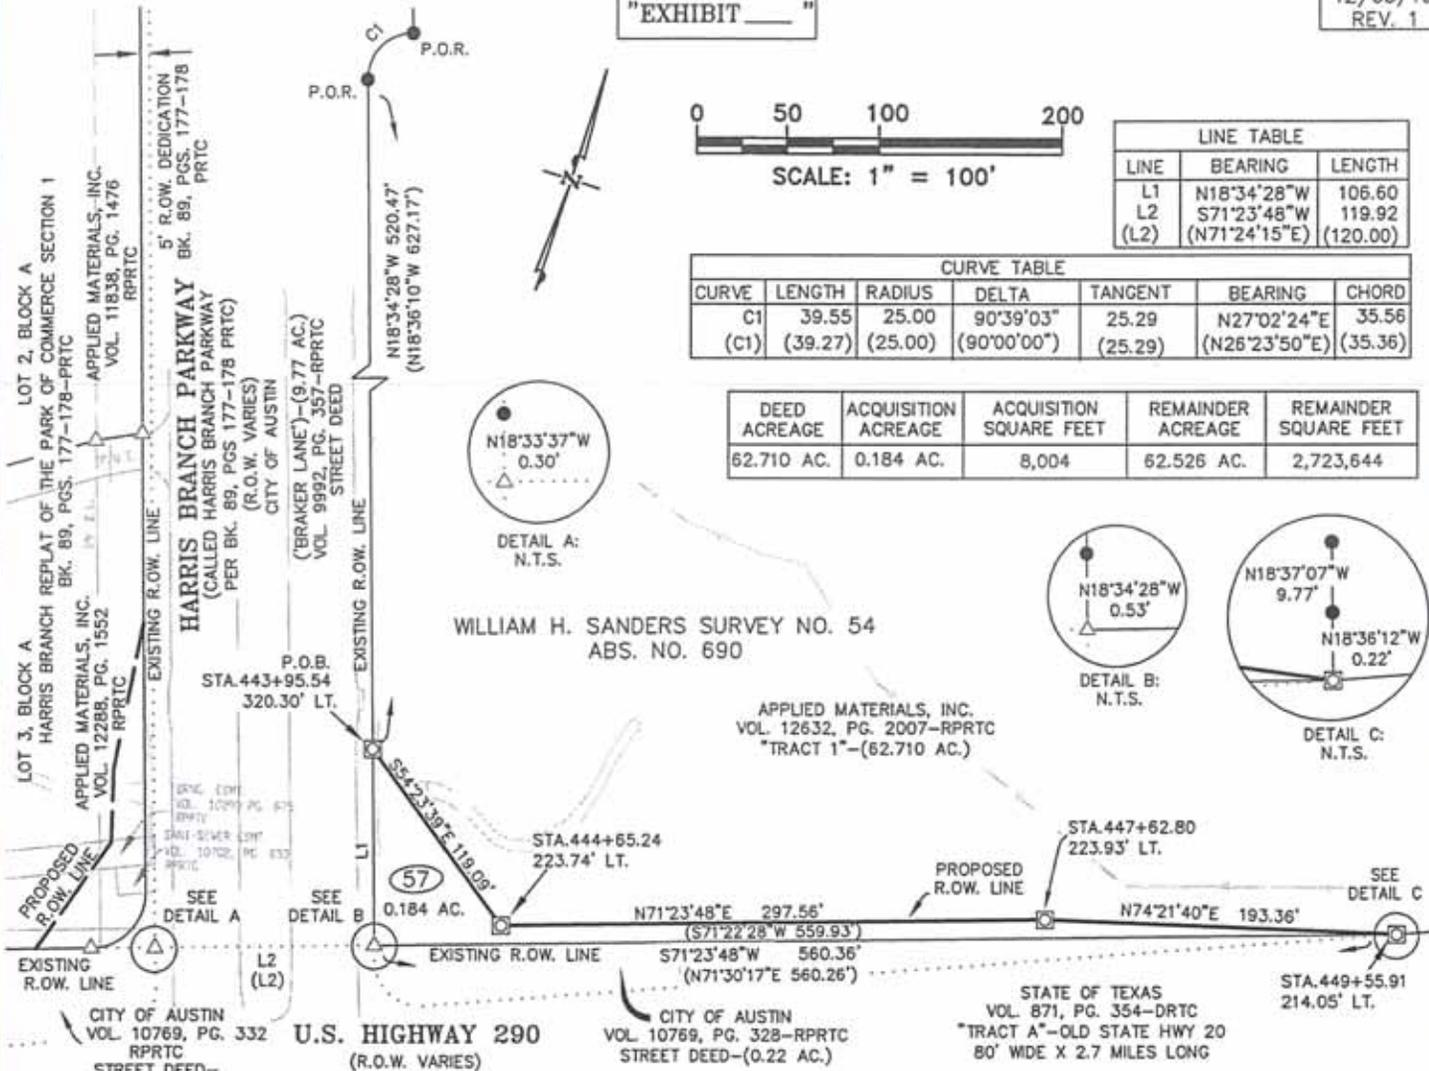 "EXHIBIT ____ "
REV. 1
C1
P.O.R.
P.O.R.
5' R.O.W. DEDICATION
BK. 89, PGS. 177-178
PRTC
0 50 100 200
SCALE: 1" = 100'
N
LINE TABLE
LINE BEARING LENGTH
L1 N18°34'28"W 106.60
L2 S71°23'48"W 119.92
(L2) (N71°24'15"E) (120.00)
CURVE TABLE
CURVE LENGTH RADIUS DELTA TANGENT BEARING CHORD
C1 39.55 25.00 90°39'03" 25.29 N27°02'24"E 35.56
(C1) (39.27) (25.00) (90°00'00") (25.29) (N26°23'50"E) (35.36)
DEED ACREAGE ACQUISITION ACREAGE ACQUISITION SQUARE FEET REMAINDER ACREAGE REMAINDER SQUARE FEET
62.710 AC. 0.184 AC. 8,004 62.526 AC. 2,723,644
LOT 2, BLOCK A
LOT 3, BLOCK A
HARRIS BRANCH REPLAT OF THE PARK OF COMMERCE SECTION 1
BK. 89, PGS. 177-178-PRTC
APPLIED MATERIALS, INC.
VOL. 11838, PG. 1476
RPRTC
APPLIED MATERIALS, INC.
VOL. 12288, PG. 1552
RPRTC
EXISTING R.O.W. LINE
HARRIS BRANCH PARKWAY
(CALLED HARRIS BRANCH PARKWAY
PER BK. 89, PGS 177-178 PRTC)
(R.O.W. VARIES)
CITY OF AUSTIN
('BRAKER LANE')-(9.77 AC.)
VOL. 9992, PG. 357-RPRTC
STREET DEED
EXISTING R.O.W. LINE
N18°34'28"W 520.47'
(N18°36'10"W 627.17')
N18°33'37"W
0.30'
DETAIL A:
N.T.S.
N18°34'28"W
0.53'
DETAIL B:
N.T.S.
N18°37'07"W
9.77'
N18°36'12"W
0.22'
DETAIL C:
N.T.S.
WILLIAM H. SANDERS SURVEY NO. 54
ABS. NO. 690
P.O.B.
STA.443+95.54
320.30' LT.
APPLIED MATERIALS, INC.
VOL. 12632, PG. 2007-RPRTC
"TRACT 1"-(62.710 AC.)
S54°23'39"E 119.09'
L1
57
0.184 AC.
STA.444+65.24
223.74' LT.
STA.447+62.80
223.93' LT.
PROPOSED
R.O.W. LINE
PROPOSED
R.O.W. LINE
SEE
DETAIL A
SEE
DETAIL B
SEE
DETAIL C
N71°23'48"E 297.56'
(S71°22'28"W 559.93')
S71°23'48"W 560.36'
(N71°30'17"E 560.26')
N74°21'40"E 193.36'
EXISTING
R.O.W. LINE
L2
(L2)
EXISTING R.O.W. LINE
STA.449+55.91
214.05' LT.
CITY OF AUSTIN
VOL. 10769, PG. 332
RPRTC
STREET DEED-
U.S. HIGHWAY 290
(R.O.W. VARIES)
CITY OF AUSTIN
VOL. 10769, PG. 328-RPRTC
STREET DEED-(0.22 AC.)
STATE OF TEXAS
VOL. 871, PG. 354-DRTC
"TRACT A"-OLD STATE HWY 20
80' WIDE X 2.7 MILES LONG